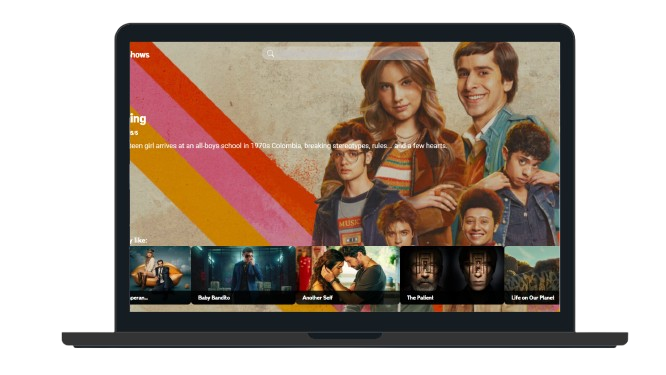 hows
ing
ss
teen girl arrives at an all-boys school in 1970s Colombia, breaking stereotypes, rules... and a few hearts.
MUSIC
y like:
peran...
Baby Bandito
Another Self
The Patient
Life on Our Planet